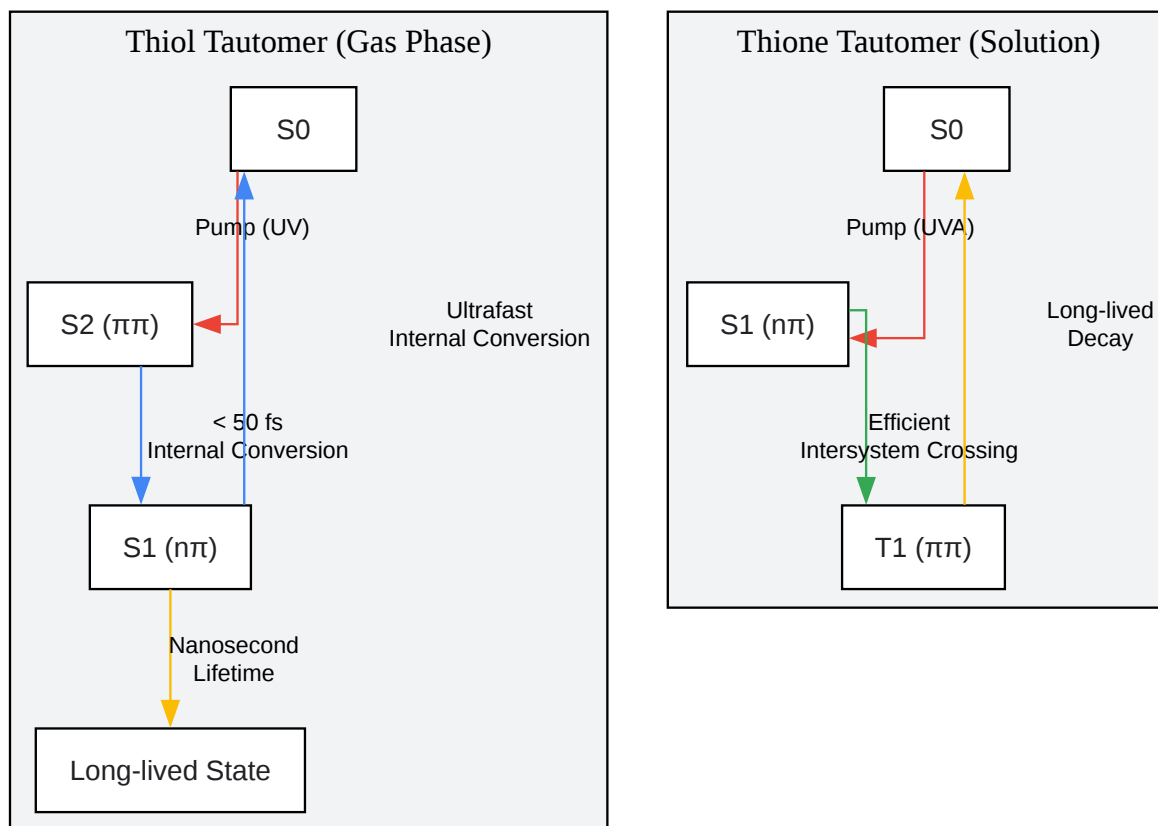 Thiol Tautomer (Gas Phase)
S0
Pump (UV)
S2 (ππ)
Ultrafast
Internal Conversion
< 50 fs
Internal Conversion
S1 (nπ)
Nanosecond
Lifetime
Long-lived State
Thione Tautomer (Solution)
S0
Pump (UVA)
S1 (nπ)
Long-lived
Decay
Efficient
Intersystem Crossing
T1 (ππ)